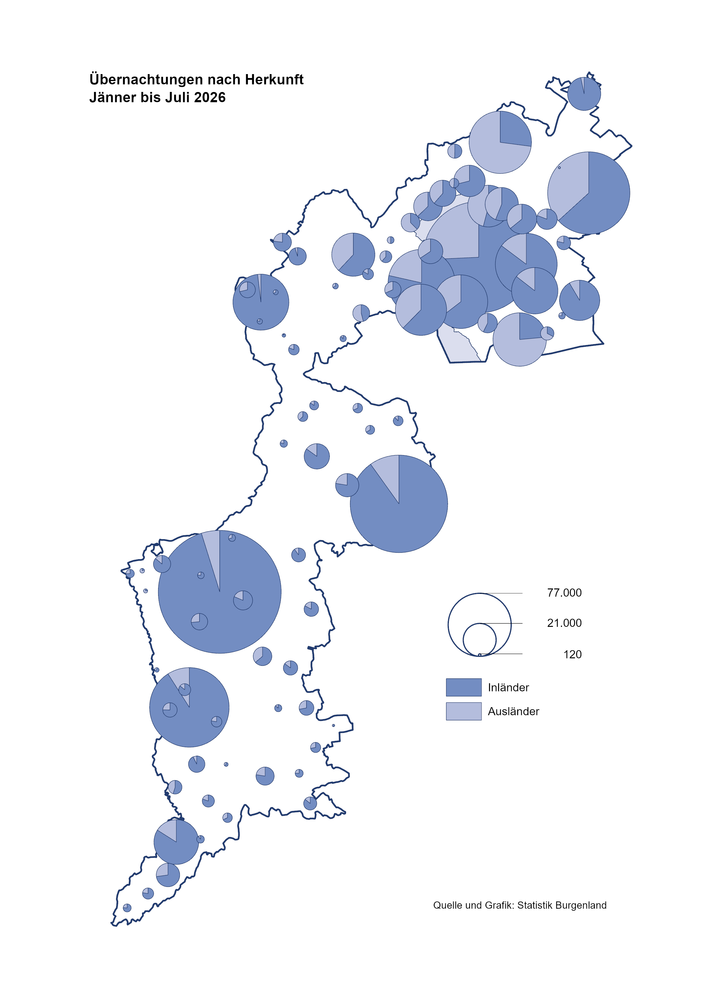 Übernachtungen nach Herkunft
Jänner bis Juli 2026
77.000
21.000
120
Inländer
Ausländer
Quelle und Grafik: Statistik Burgenland